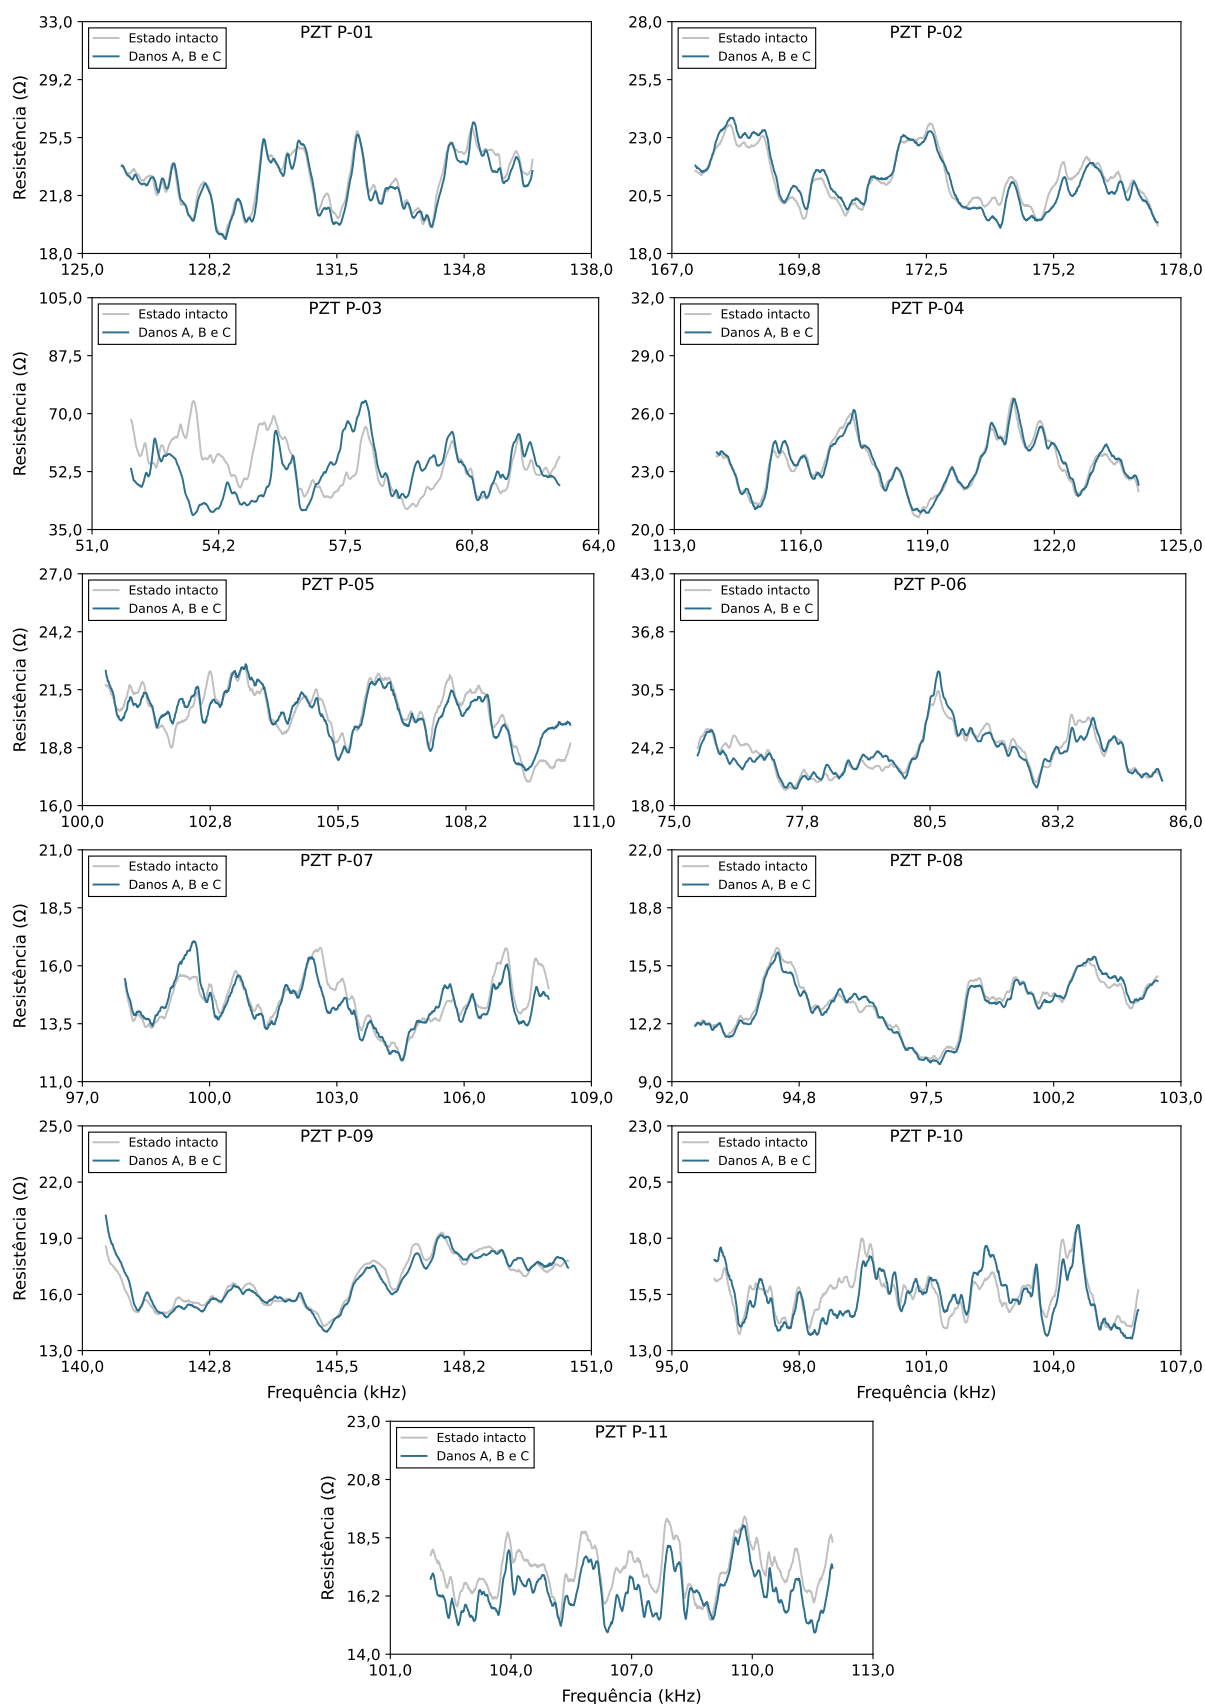 PZT P-01
Estado intacto
Danos A, B e C
Resistência (Ω)
33,0
29,2
25,5
21,8
18,0
125,0 128,2 131,5 134,8 138,0
PZT P-02
Estado intacto
Danos A, B e C
28,0
25,5
23,0
20,5
18,0
167,0 169,8 172,5 175,2 178,0
PZT P-03
Estado intacto
Danos A, B e C
Resistência (Ω)
105,0
87,5
70,0
52,5
35,0
51,0 54,2 57,5 60,8 64,0
PZT P-04
Estado intacto
Danos A, B e C
32,0
29,0
26,0
23,0
20,0
113,0 116,0 119,0 122,0 125,0
PZT P-05
Estado intacto
Danos A, B e C
Resistência (Ω)
27,0
24,2
21,5
18,8
16,0
100,0 102,8 105,5 108,2 111,0
PZT P-06
Estado intacto
Danos A, B e C
43,0
36,8
30,5
24,2
18,0
75,0 77,8 80,5 83,2 86,0
PZT P-07
Estado intacto
Danos A, B e C
Resistência (Ω)
21,0
18,5
16,0
13,5
11,0
97,0 100,0 103,0 106,0 109,0
PZT P-08
Estado intacto
Danos A, B e C
22,0
18,8
15,5
12,2
9,0
92,0 94,8 97,5 100,2 103,0
PZT P-09
Estado intacto
Danos A, B e C
Resistência (Ω)
25,0
22,0
19,0
16,0
13,0
140,0 142,8 145,5 148,2 151,0
Frequência (kHz)
PZT P-10
Estado intacto
Danos A, B e C
23,0
20,5
18,0
15,5
13,0
95,0 98,0 101,0 104,0 107,0
Frequência (kHz)
PZT P-11
Estado intacto
Danos A, B e C
Resistência (Ω)
23,0
20,8
18,5
16,2
14,0
101,0 104,0 107,0 110,0 113,0
Frequência (kHz)